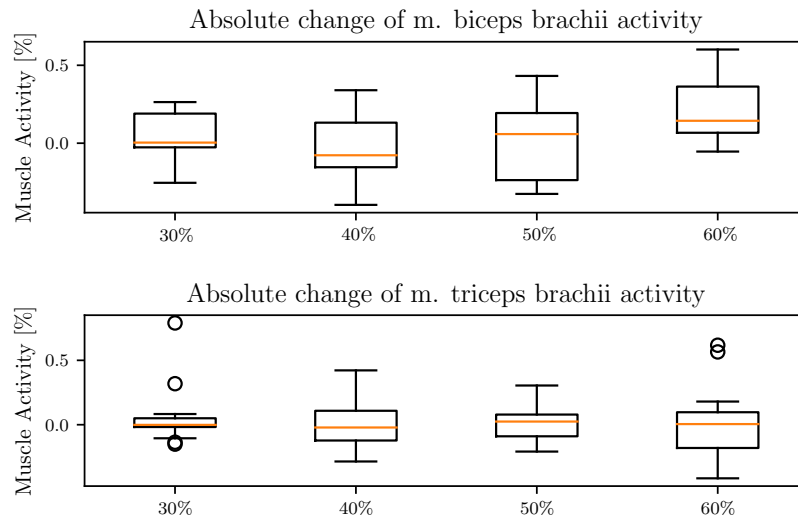 Absolute change of m. biceps brachii activity
Muscle Activity [%]
0.5
0.0
30% 40% 50% 60%
Absolute change of m. triceps brachii activity
Muscle Activity [%]
0.5
0.0
30% 40% 50% 60%